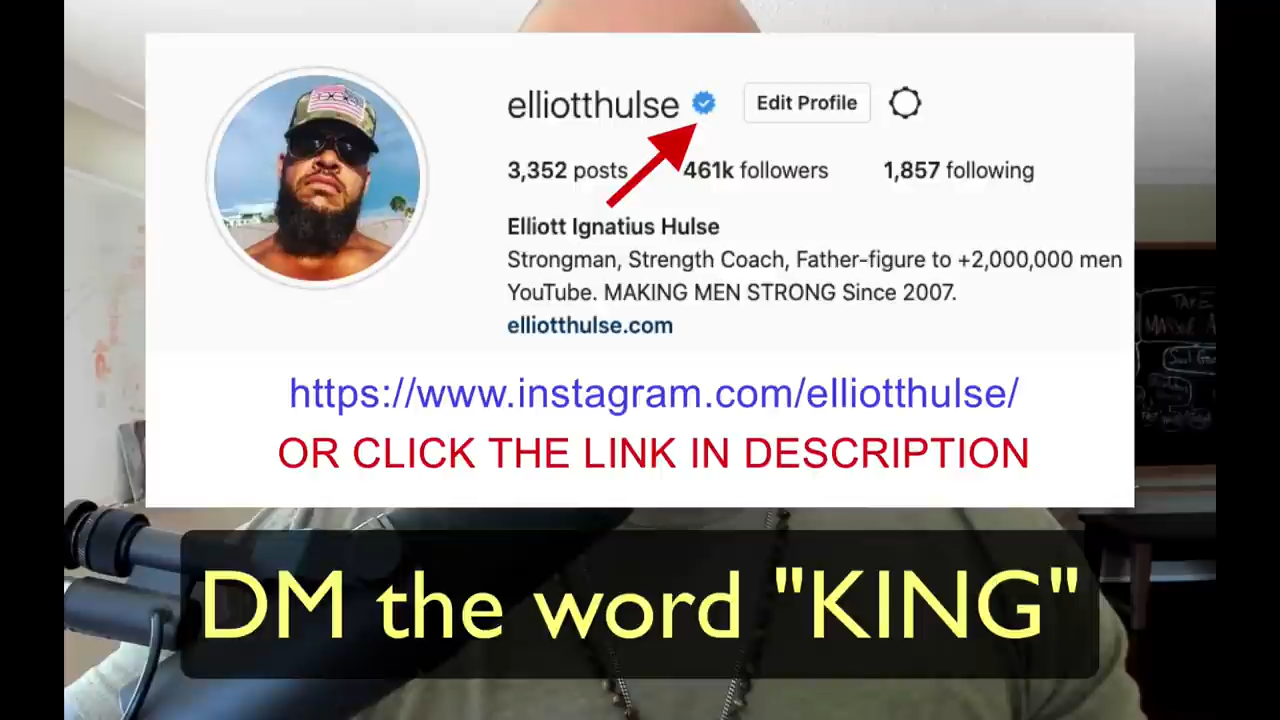 elliotthulse Edit Profile
3,352 posts 461k followers 1,857 following
Elliott Ignatius Hulse
Strongman, Strength Coach, Father-figure to +2,000,000 men
YouTube. MAKING MEN STRONG Since 2007.
elliotthulse.com
https://www.instagram.com/elliotthulse/
OR CLICK THE LINK IN DESCRIPTION
TAKE
DM the word "KING"